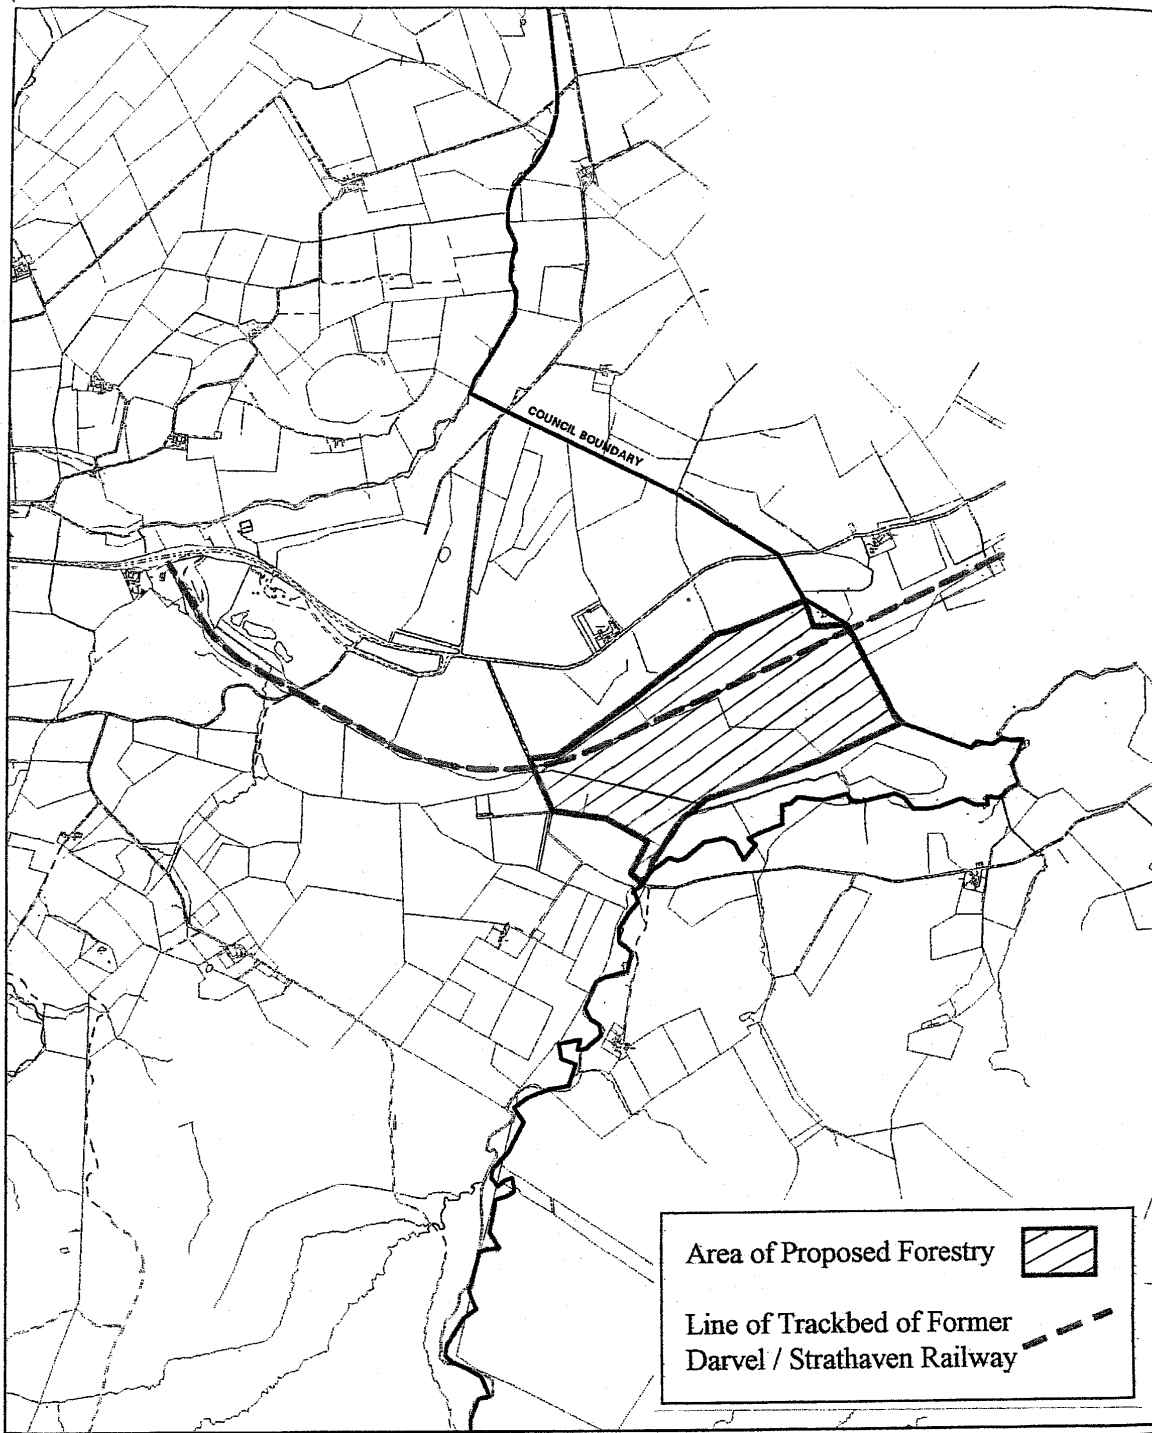 COUNCIL BOUNDARY
Area of Proposed Forestry
Line of Trackbed of Former
Darvel / Strathaven Railway